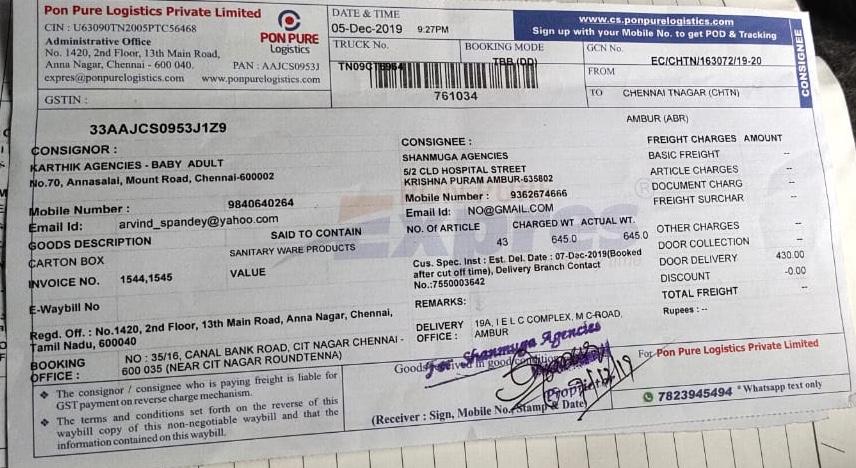 Pon Pure Logistics Private Limited
CIN : U63090TN2005PTC56468
Administrative Office
No. 1420, 2nd Floor, 13th Main Road,
Anna Nagar, Chennai - 600 040. PAN : AAJCS0953J
expres@ponpurelogistics.com www.ponpurelogistics.com
PON PURE
Logistics
GSTIN :
33AAJCS0953J1Z9
DATE & TIME
05-Dec-2019 9:27PM
TRUCK No.
BOOKING MODE
TBB (DD)
761034
www.cs.ponpurelogistics.com
Sign up with your Mobile No. to get POD & Tracking
GCN No.
EC/CHTN/163072/19-20
FROM
TO CHENNAI TNAGAR (CHTN)
AMBUR (ABR)
CONSIGNEE
CONSIGNOR :
KARTHIK AGENCIES - BABY ADULT
No.70, Annasalai, Mount Road, Chennai-600002
Mobile Number : 9840640264
Email Id: arvind_spandey@yahoo.com
GOODS DESCRIPTION SAID TO CONTAIN
CARTON BOX SANITARY WARE PRODUCTS
INVOICE NO. 1544,1545 VALUE
E-Waybill No
Regd. Off. : No.1420, 2nd Floor, 13th Main Road, Anna Nagar, Chennai,
Tamil Nadu, 600040
BOOKING OFFICE : NO : 35/16, CANAL BANK ROAD, CIT NAGAR CHENNAI -
600 035 (NEAR CIT NAGAR ROUNDTENNA)
CONSIGNEE :
SHANMUGA AGENCIES
5/2 CLD HOSPITAL STREET
KRISHNA PURAM AMBUR-635802
Mobile Number : 9362674666
Email Id: NO@GMAIL.COM
NO. Of ARTICLE CHARGED WT ACTUAL WT.
43 645.0 645.0
Cus. Spec. Inst : Est. Del. Date : 07-Dec-2019(Booked
after cut off time), Delivery Branch Contact
No.:7550003642
REMARKS:
DELIVERY OFFICE : 19A, I E L C COMPLEX, M C-ROAD,
AMBUR
FREIGHT CHARGES AMOUNT
BASIC FREIGHT --
ARTICLE CHARGES --
DOCUMENT CHARG --
FREIGHT SURCHAR --
OTHER CHARGES --
DOOR COLLECTION --
DOOR DELIVERY 430.00
DISCOUNT -0.00
TOTAL FREIGHT --
Rupees : --
❖ The consignor / consignee who is paying freight is liable for
GST payment on reverse charge mechanism.
❖ The terms and conditions set forth on the reverse of this
waybill copy of this non-negotiable waybill and that the
information contained on this waybill.
Goods received in good condition
For Shanmuga Agencies
Proprietor
(Receiver : Sign, Mobile No., Stamp & Date)
For Pon Pure Logistics Private Limited
7823945494 * Whatsapp text only